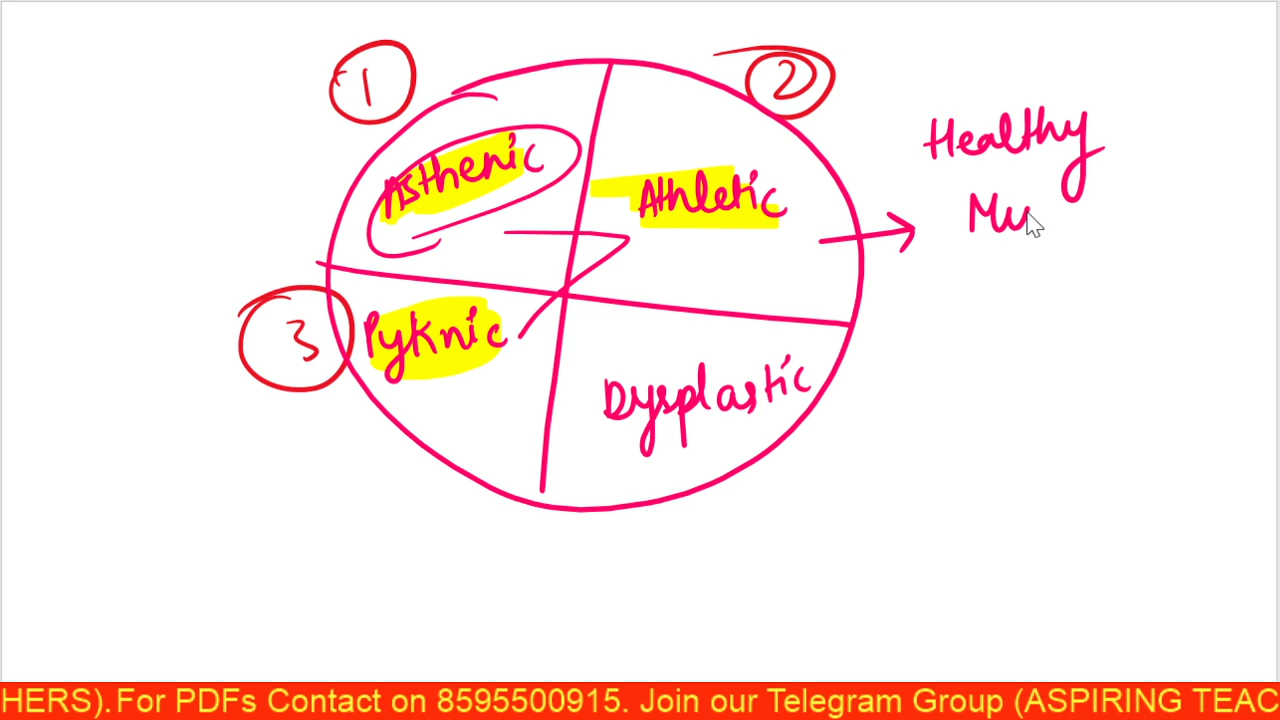 1
2
Healthy
Asthenic
Athletic
Mu
3
Pyknic
Dysplastic
HERS).For PDFs Contact on 8595500915. Join our Telegram Group (ASPIRING TEAC